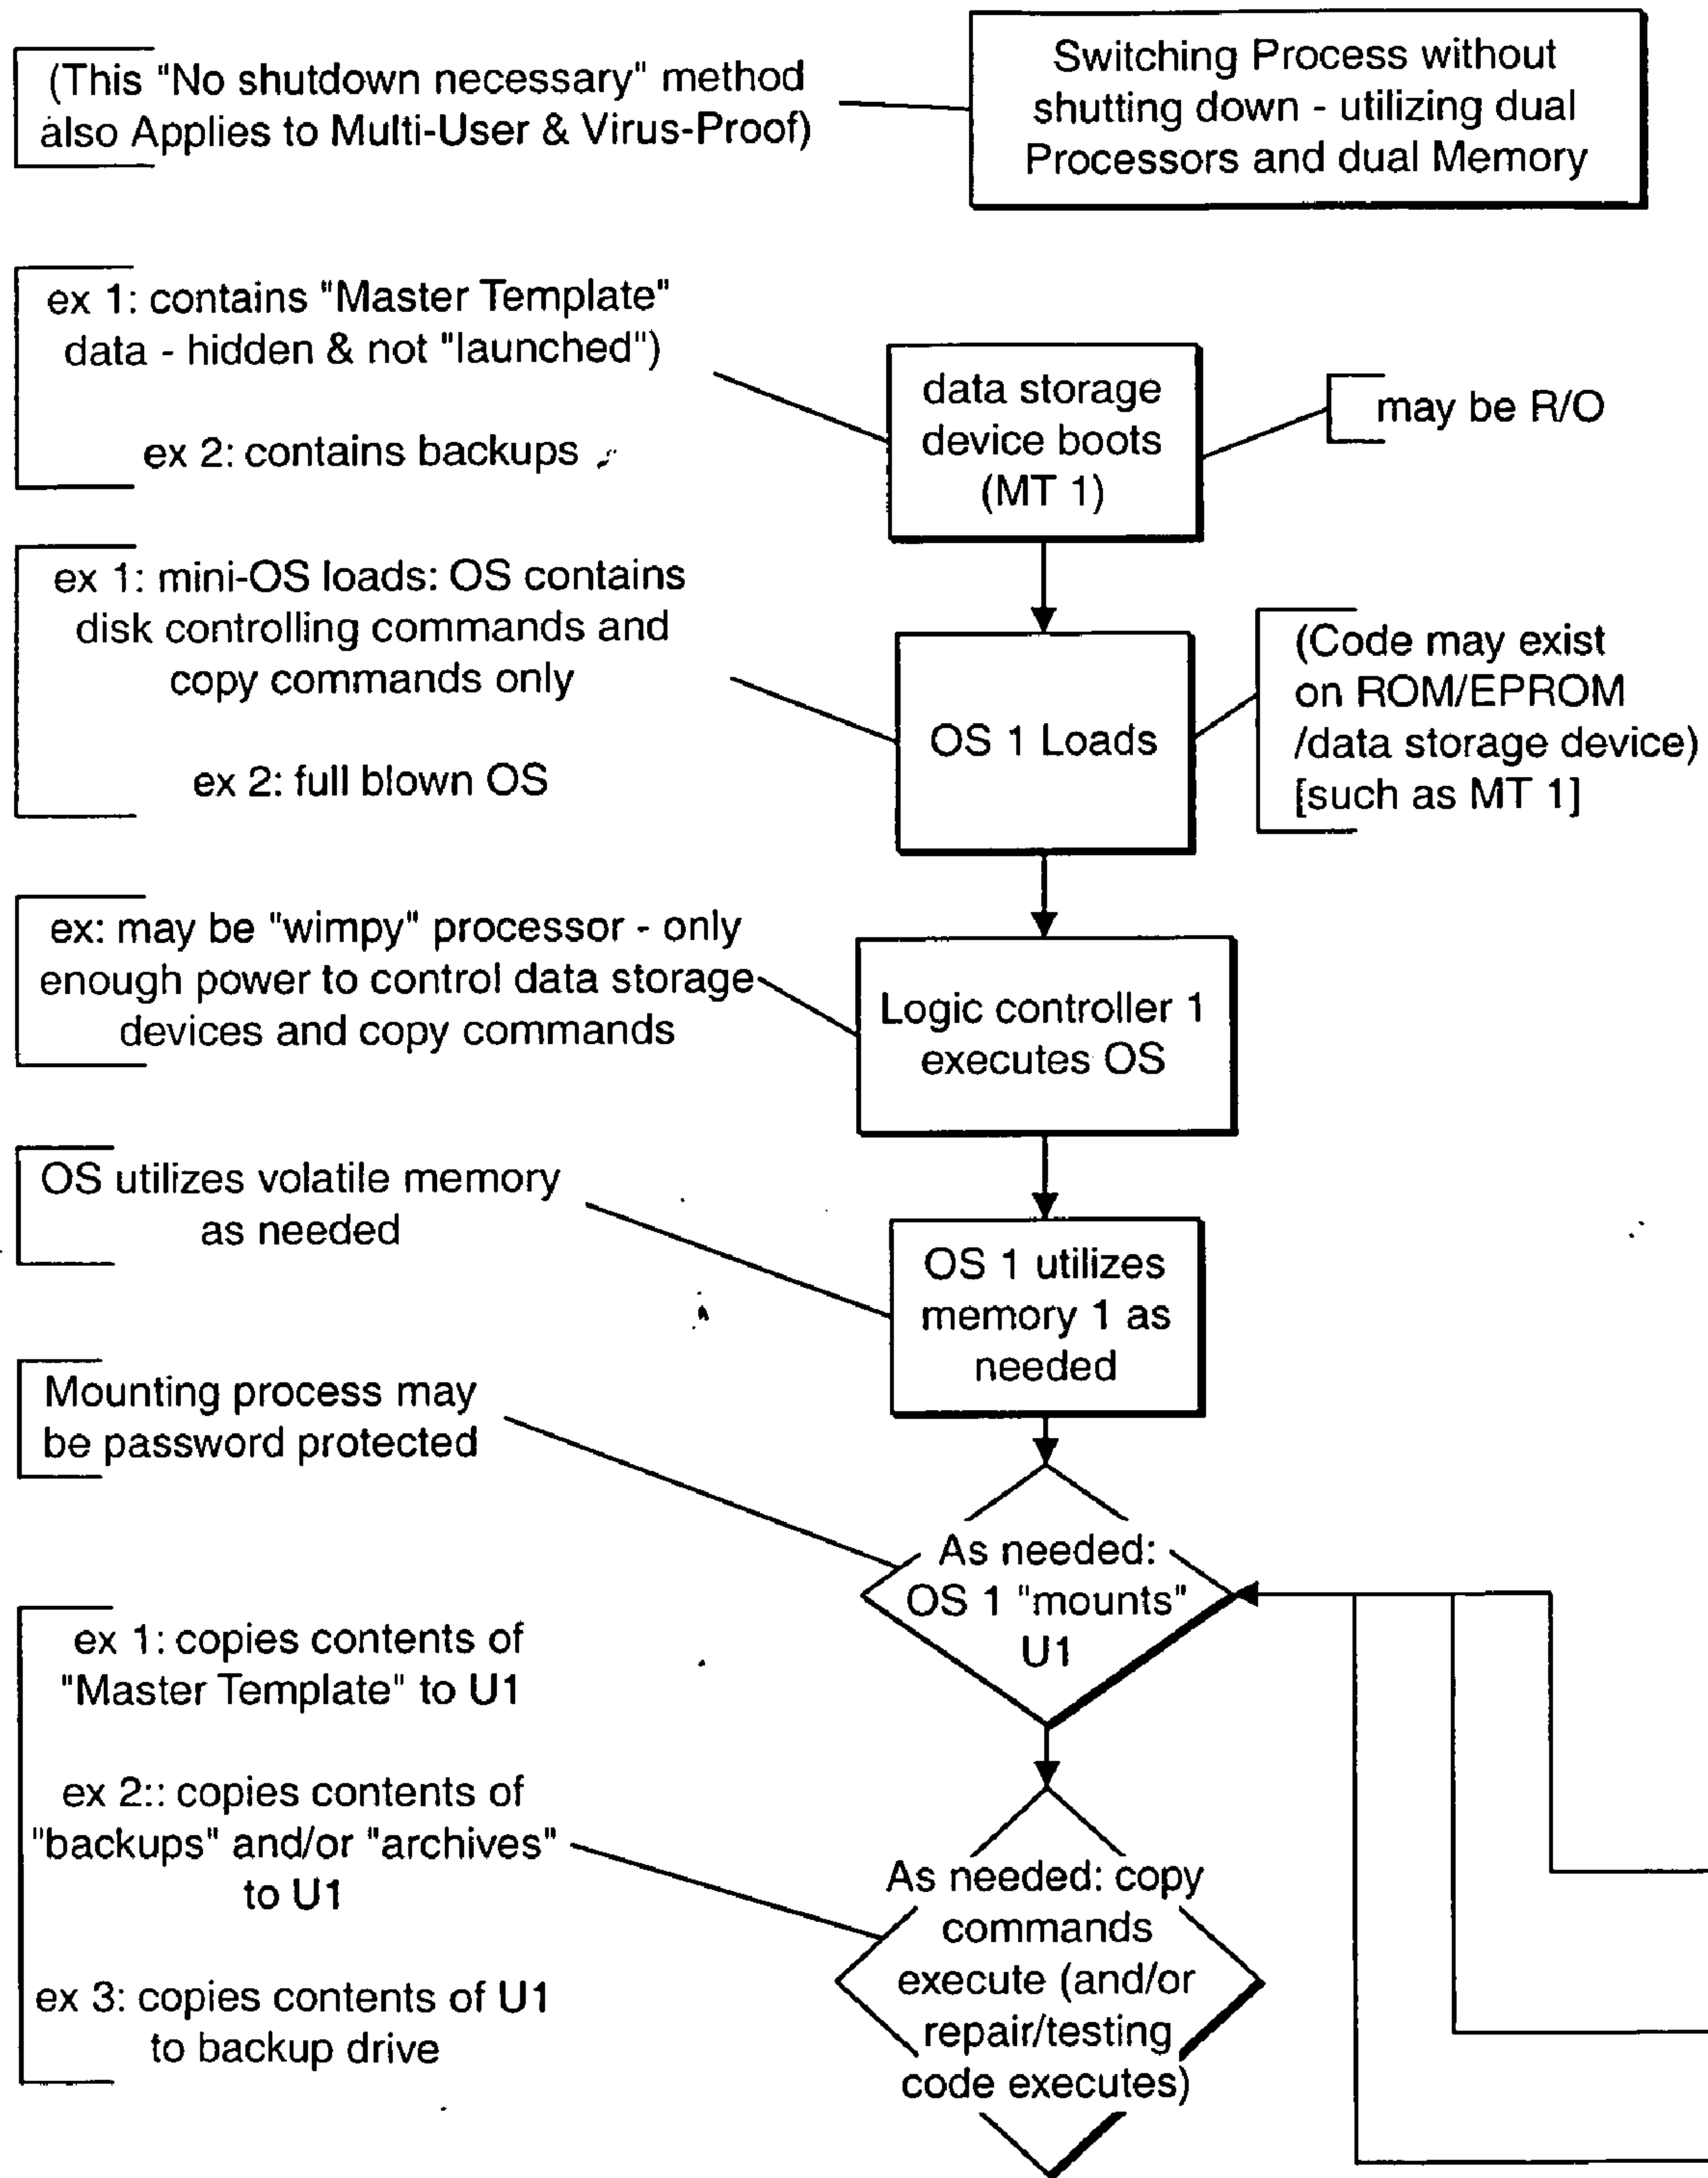 (This "No shutdown necessary" method
also Applies to Multi-User & Virus-Proof)
Switching Process without
shutting down - utilizing dual
Processors and dual Memory
ex 1: contains "Master Template"
data - hidden & not "launched")
ex 2: contains backups
data storage
device boots
(MT 1)
may be R/O
ex 1: mini-OS loads: OS contains
disk controlling commands and
copy commands only
ex 2: full blown OS
OS 1 Loads
(Code may exist
on ROM/EPROM
/data storage device)
[such as MT 1]
ex: may be "wimpy" processor - only
enough power to control data storage
devices and copy commands
Logic controller 1
executes OS
OS utilizes volatile memory
as needed
OS 1 utilizes
memory 1 as
needed
Mounting process may
be password protected
As needed:
OS 1 "mounts"
U1
ex 1: copies contents of
"Master Template" to U1
ex 2:: copies contents of
"backups" and/or "archives"
to U1
ex 3: copies contents of U1
to backup drive
As needed: copy
commands
execute (and/or
repair/testing
code executes)